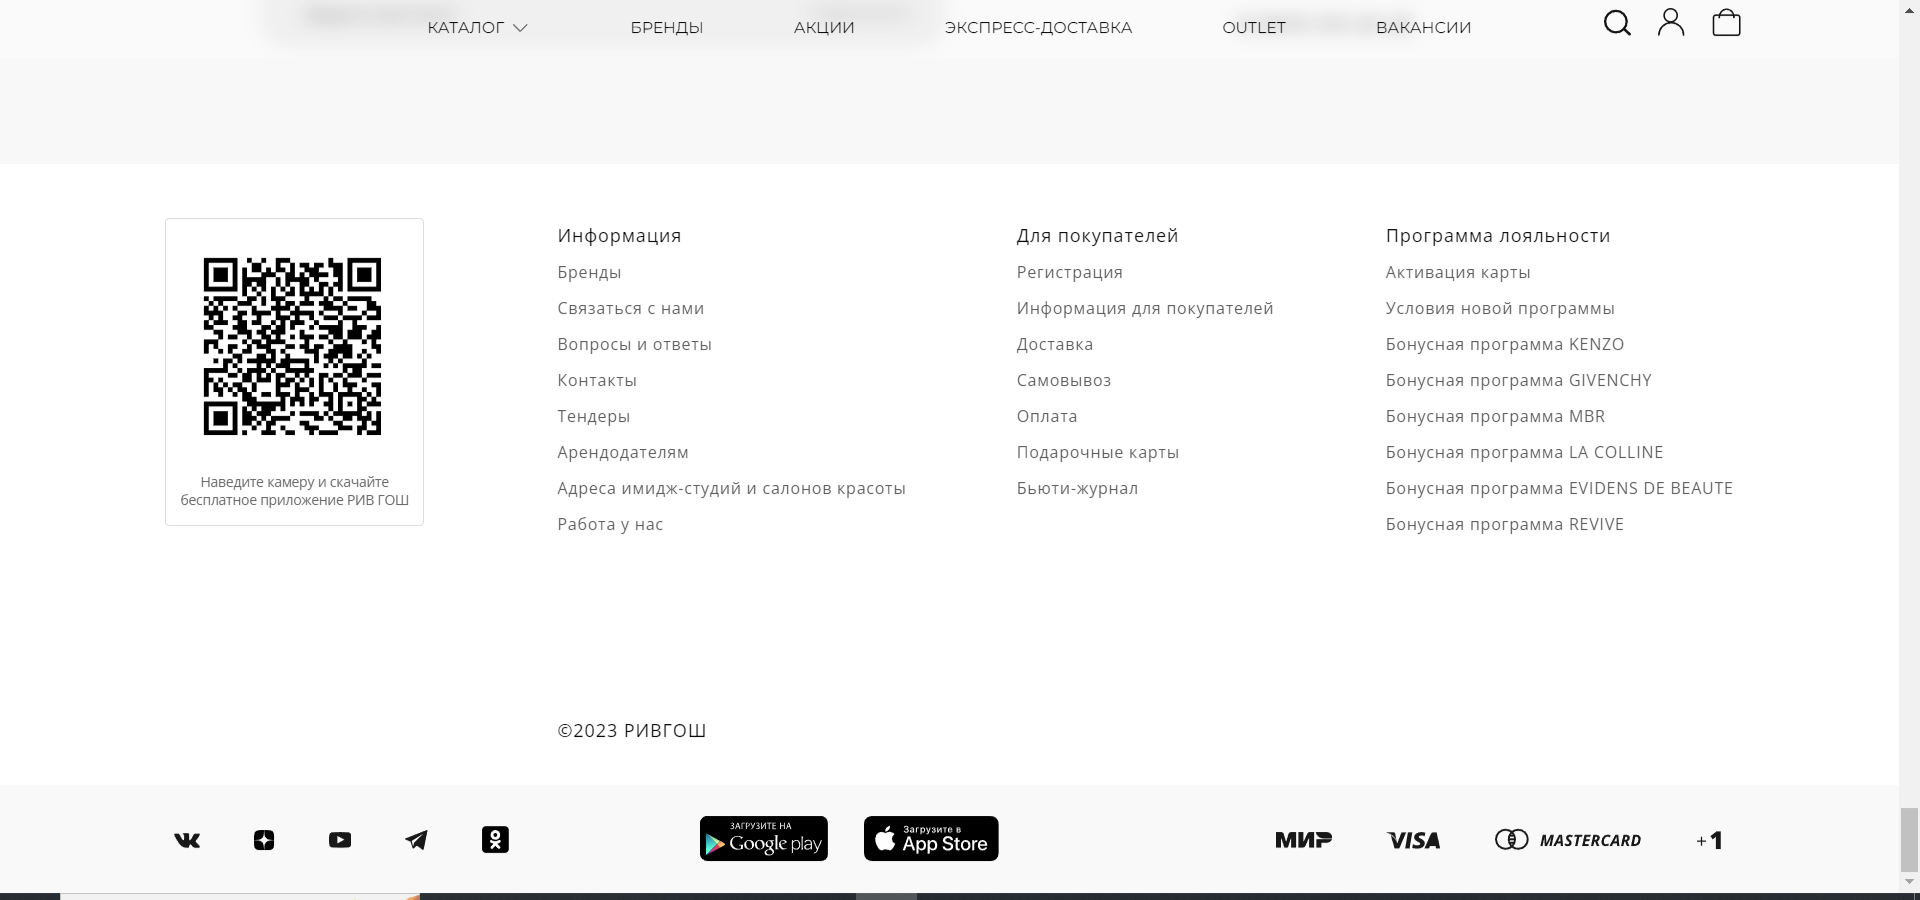 КАТАЛОГ БРЕНДЫ АКЦИИ ЭКСПРЕСС-ДОСТАВКА OUTLET ВАКАНСИИ
Наведите камеру и скачайте
бесплатное приложение РИВ ГОШ
Информация
Бренды
Связаться с нами
Вопросы и ответы
Контакты
Тендеры
Арендодателям
Адреса имидж-студий и салонов красоты
Работа у нас
Для покупателей
Регистрация
Информация для покупателей
Доставка
Самовывоз
Оплата
Подарочные карты
Бьюти-журнал
Программа лояльности
Активация карты
Условия новой программы
Бонусная программа KENZO
Бонусная программа GIVENCHY
Бонусная программа MBR
Бонусная программа LA COLLINE
Бонусная программа EVIDENS DE BEAUTE
Бонусная программа REVIVE
©2023 РИВГОШ
ЗАГРУЗИТЕ НА
Google play
Загрузите в
App Store
МИР VISA MASTERCARD +1